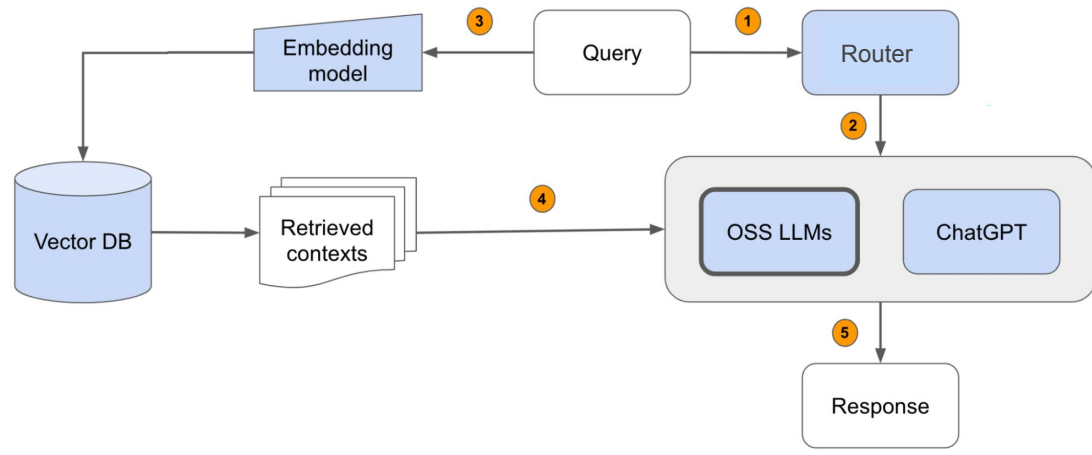 3
1
Embedding
model
Query
Router
2
Vector DB
Retrieved
contexts
4
OSS LLMs
ChatGPT
5
Response